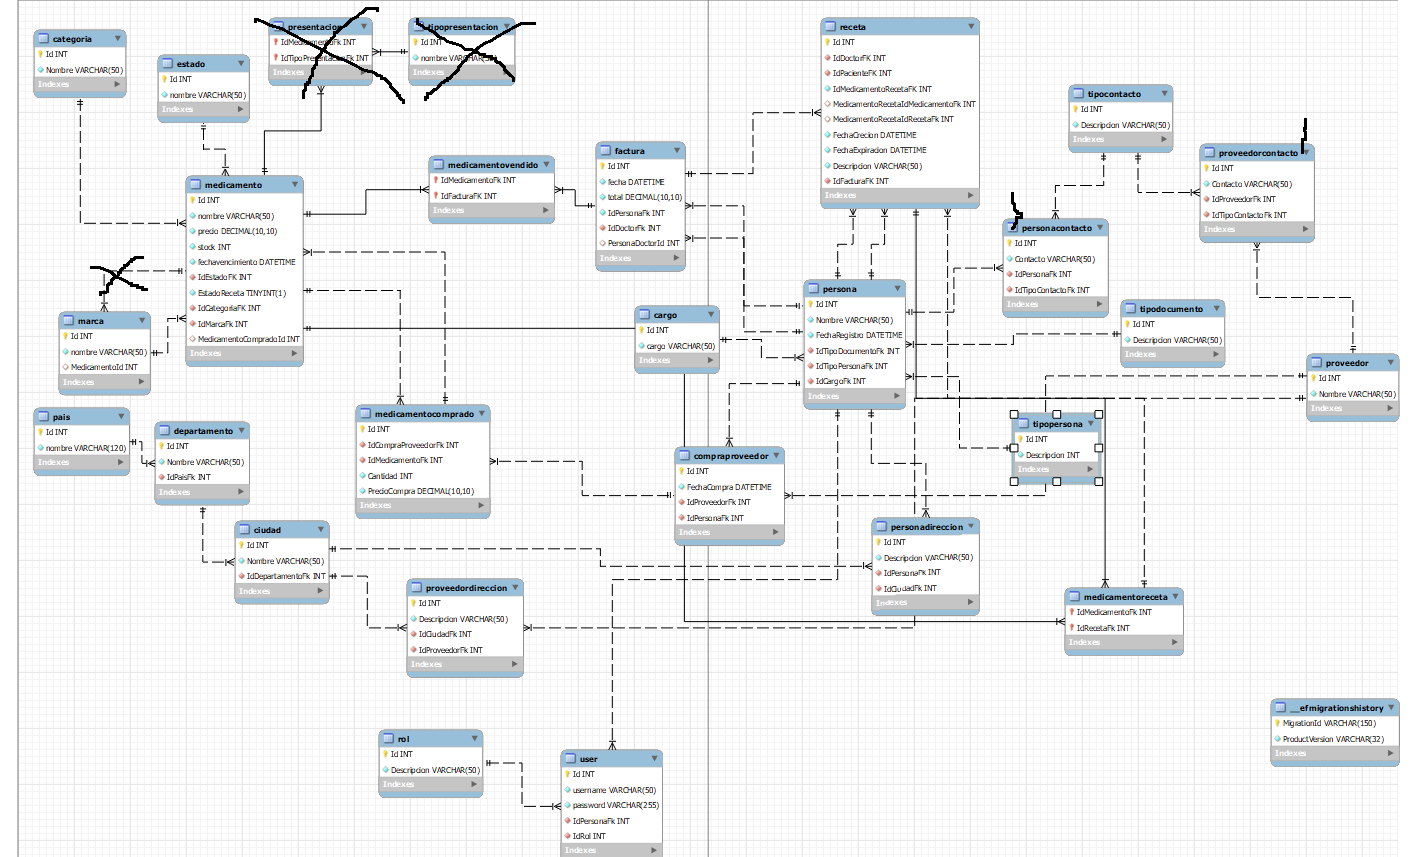 categoria
Id INT
Nombre VARCHAR(50)
Indexes
estado
Id INT
nombre VARCHAR(50)
Indexes
presentacion
IdTipoPresentacionFk INT
Indexes
tipopresentacion
Id INT
nombre
Indexes
receta
Id INT
IdDoctorFK INT
IdPacienteFK INT
IdMedicamentoRecetaFK INT
MedicamentoRecetaIdMedicamentoFk INT
MedicamentoRecetaIdRecetaFk INT
FechaCrecion DATETIME
FechaExpiracion DATETIME
Descripcion VARCHAR(50)
IdFacturaFK INT
Indexes
tipocontacto
Id INT
Descripcion VARCHAR(50)
Indexes
proveedorcontacto
Id INT
Contacto VARCHAR(50)
IdProveedorFk INT
IdTipoContactoFk INT
Indexes
factura
Id INT
fecha DATETIME
total DECIMAL(10,10)
IdPersonaFk INT
IdDoctorFk INT
PersonaDoctorId INT
Indexes
medicamentovendido
IdMedicamentoFk INT
IdFacturaFK INT
Indexes
medicamento
Id INT
nombre VARCHAR(50)
precio DECIMAL(10,10)
stock INT
fechavencimiento DATETIME
IdEstadoFK INT
EstadoReceta TINYINT(1)
IdCategoriaFK INT
IdMarcaFk INT
MedicamentoCompradoId INT
Indexes
personacontacto
Id INT
Contacto VARCHAR(50)
IdPersonaFk INT
IdTipoContactoFk INT
Indexes
persona
Id INT
Nombre VARCHAR(50)
FechaRegistro DATETIME
IdTipoDocumentoFk INT
IdTipoPersonaFk INT
IdCargoFk INT
Indexes
cargo
Id INT
cargo VARCHAR(50)
Indexes
marca
Id INT
nombre VARCHAR(50)
MedicamentoId INT
Indexes
tipodocumento
Id INT
Descripcion VARCHAR(50)
Indexes
proveedor
Id INT
Nombre VARCHAR(50)
Indexes
pais
Id INT
nombre VARCHAR(120)
Indexes
departamento
Id INT
Nombre VARCHAR(50)
IdPaisFk INT
Indexes
medicamentocomprado
Id INT
IdCompraProveedorFk INT
IdMedicamentoFk INT
Cantidad INT
PrecioCompra DECIMAL(10,10)
Indexes
tipopersona
Id INT
Descripcion INT
Indexes
compraproveedor
Id INT
FechaCompra DATETIME
IdProveedorFk INT
IdPersonaFk INT
Indexes
ciudad
Id INT
Nombre VARCHAR(50)
IdDepartamentoFk INT
Indexes
personadireccion
Id INT
Descripcion VARCHAR(50)
IdPersonaFk INT
IdCiudadFk INT
Indexes
proveedordireccion
Id INT
Descripcion VARCHAR(50)
IdCiudadFk INT
IdProveedorFk INT
Indexes
medicamentoreceta
IdMedicamentoFk INT
IdRecetaFk INT
Indexes
__efmigrationshistory
MigrationId VARCHAR(150)
ProductVersion VARCHAR(32)
Indexes
rol
Id INT
Descripcion VARCHAR(50)
Indexes
user
Id INT
username VARCHAR(50)
password VARCHAR(255)
IdPersonaFk INT
IdRol INT
Indexes